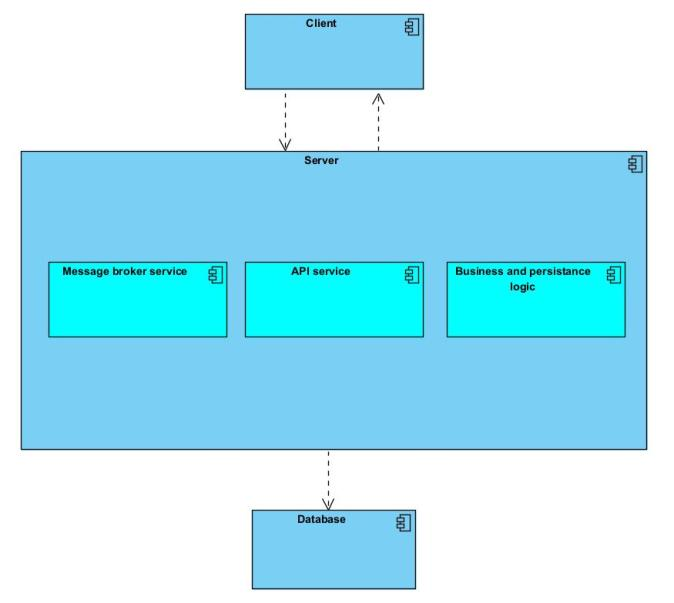 Client
Server
Message broker service
API service
Business and persistance
logic
Database